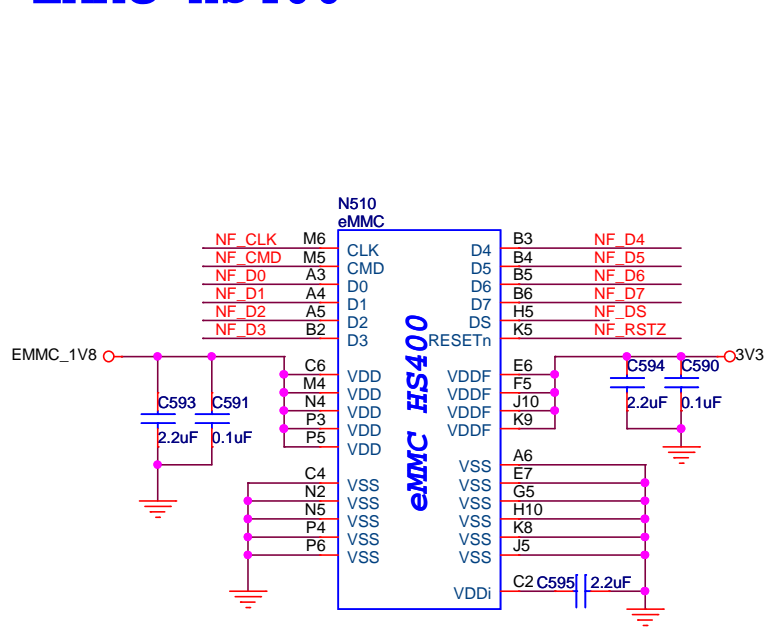 N510
eMMC
NF_CLK M6 CLK
NF_CMD M5 CMD
NF_D0 A3 D0
NF_D1 A4 D1
NF_D2 A5 D2
NF_D3 B2 D3
D4 B3 NF_D4
D5 B4 NF_D5
D6 B5 NF_D6
D7 B6 NF_D7
DS H5 NF_DS
RESETn K5 NF_RSTZ
EMMC_1V8
C593
2.2uF
C591
0.1uF
C6 VDD
M4 VDD
N4 VDD
P3 VDD
P5 VDD
C4 VSS
N2 VSS
N5 VSS
P4 VSS
P6 VSS
eMMC HS400
VDDF E6
VDDF F5
VDDF J10
VDDF K9
C594
2.2uF
C590
0.1uF
3V3
VSS A6
VSS E7
VSS G5
VSS H10
VSS K8
VSS J5
VDDi C2 C595 2.2uF